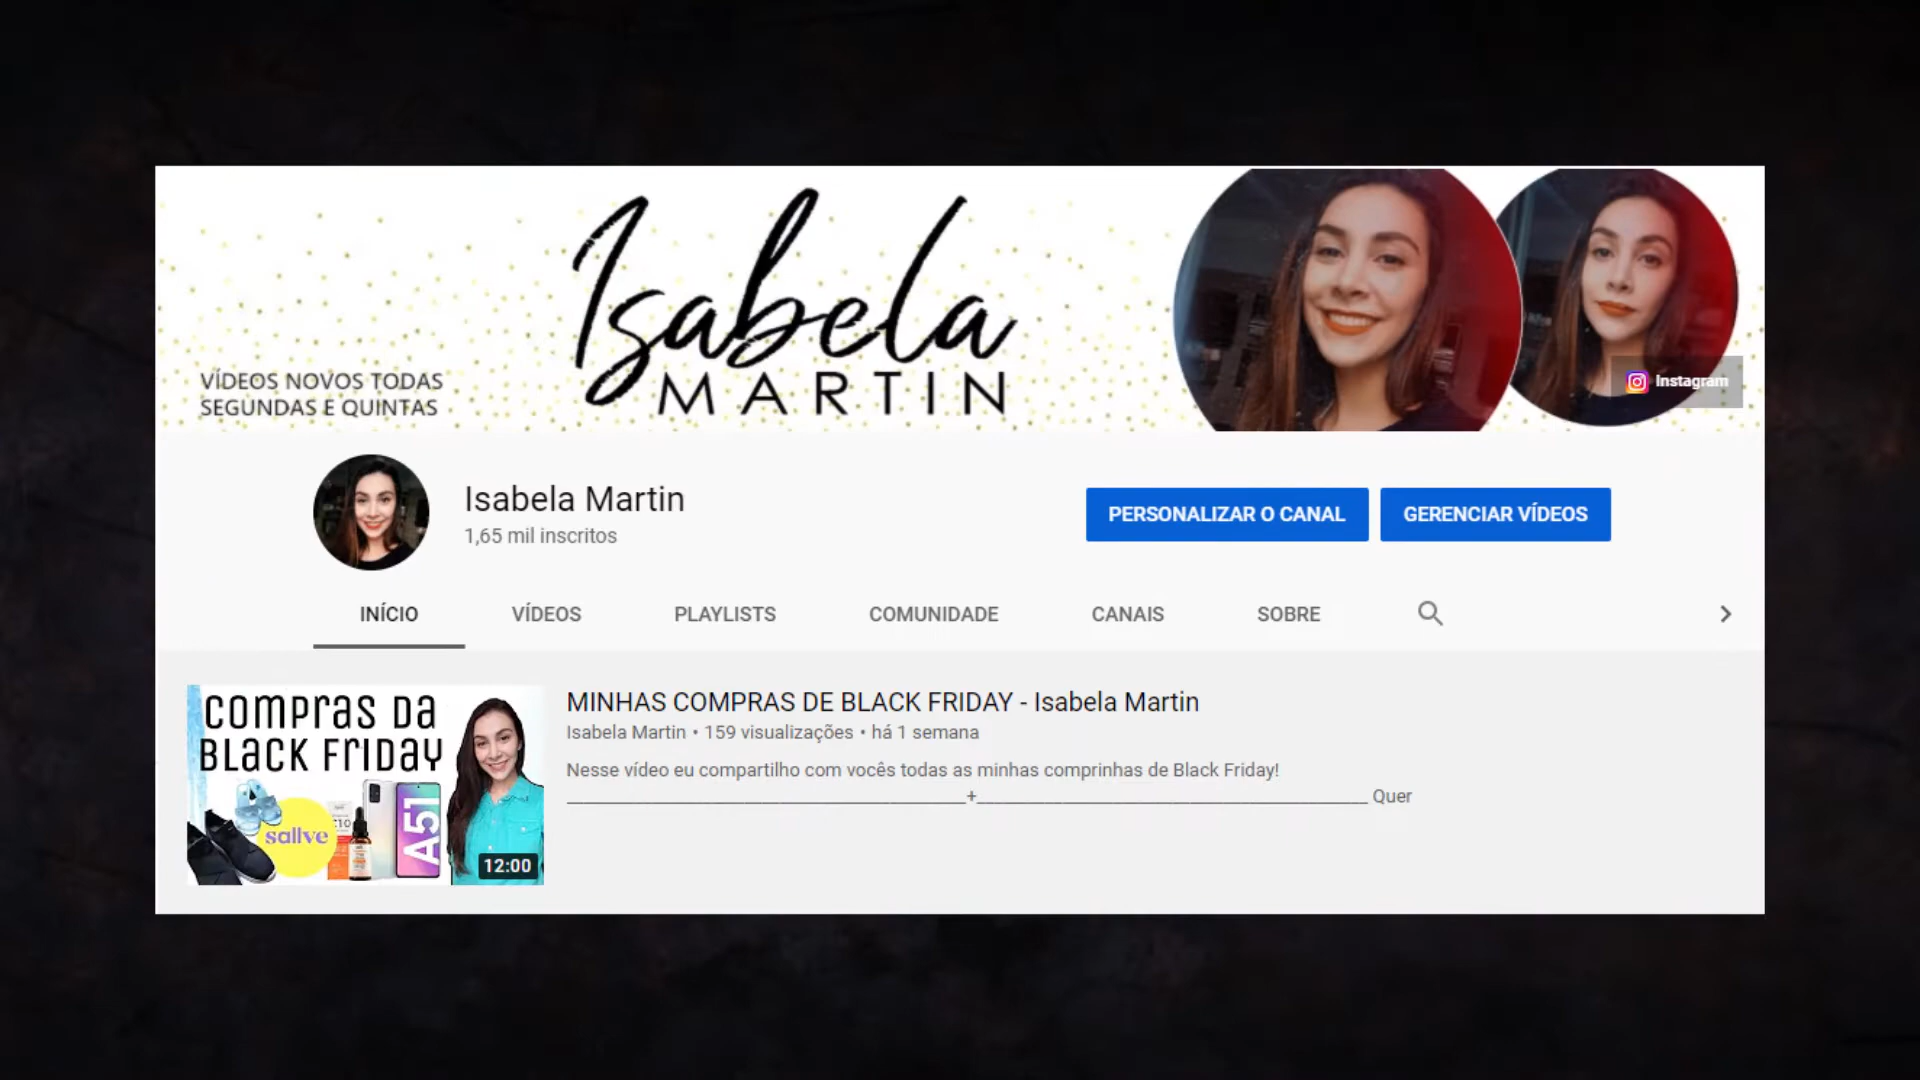 Isabela
MARTIN
VÍDEOS NOVOS TODAS
SEGUNDAS E QUINTAS
Instagram
Isabela Martin
1,65 mil inscritos
PERSONALIZAR O CANAL
GERENCIAR VÍDEOS
INÍCIO VÍDEOS PLAYLISTS COMUNIDADE CANAIS SOBRE
COMPRAS DA
BLACK FRIDAY
sallve
A51
12:00
MINHAS COMPRAS DE BLACK FRIDAY - Isabela Martin
Isabela Martin • 159 visualizações • há 1 semana
Nesse vídeo eu compartilho com vocês todas as minhas comprinhas de Black Friday!
________________________________________+_______________________________________ Quer